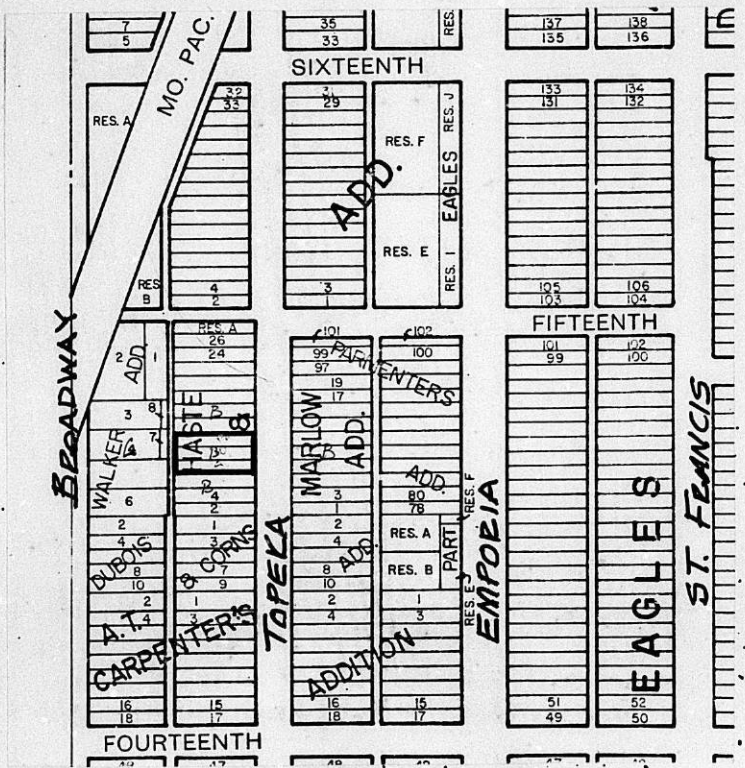 7 35 RES. 137 138
5 33 135 136
SIXTEENTH
MO. PAC.
32 31 133 134
33 29 131 132
RES. A
RES. F
RES. J
EAGLES
ADD.
RES. E
RES. I
RES B
4 3 105 106
2 1 103 104
FIFTEENTH
BROADWAY
RES. A
101 102
26
24 99 100
97
101 102
99 100
2 ADD. 1
PARMENTERS
19
17
3 8
7
WALKER
6
HASTE &
B
B
4
2
MARLOW ADD.
B
3
1
ADD.
80
78
RES. F
EMPORIA
EAGLES
ST. FRANCIS
2 1 2
4 3 4
DUBOIS
& CORNS
ADD.
8 7 8
10 9 10
RES. A
RES. B
PART
RES. E
TOPEKA
2 1 2 1
4 3 4 3
A. T. CARPENTER'S
ADDITION
16 15 16 15 51 52
18 17 18 17 49 50
FOURTEENTH